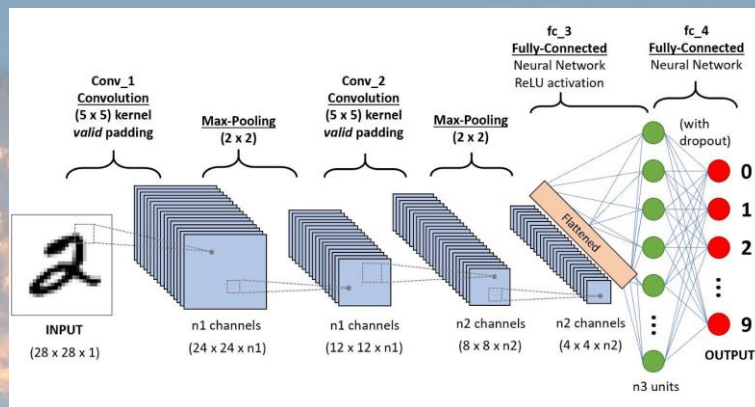 fc_3
Fully-Connected
Neural Network
ReLU activation
fc_4
Fully-Connected
Neural Network
Conv_1
Convolution
(5 x 5) kernel
valid padding
Max-Pooling
(2 x 2)
Conv_2
Convolution
(5 x 5) kernel
valid padding
Max-Pooling
(2 x 2)
(with
dropout)
Flattened
0
1
2
9
OUTPUT
INPUT
(28 x 28 x 1)
n1 channels
(24 x 24 x n1)
n1 channels
(12 x 12 x n1)
n2 channels
(8 x 8 x n2)
n2 channels
(4 x 4 x n2)
n3 units
2